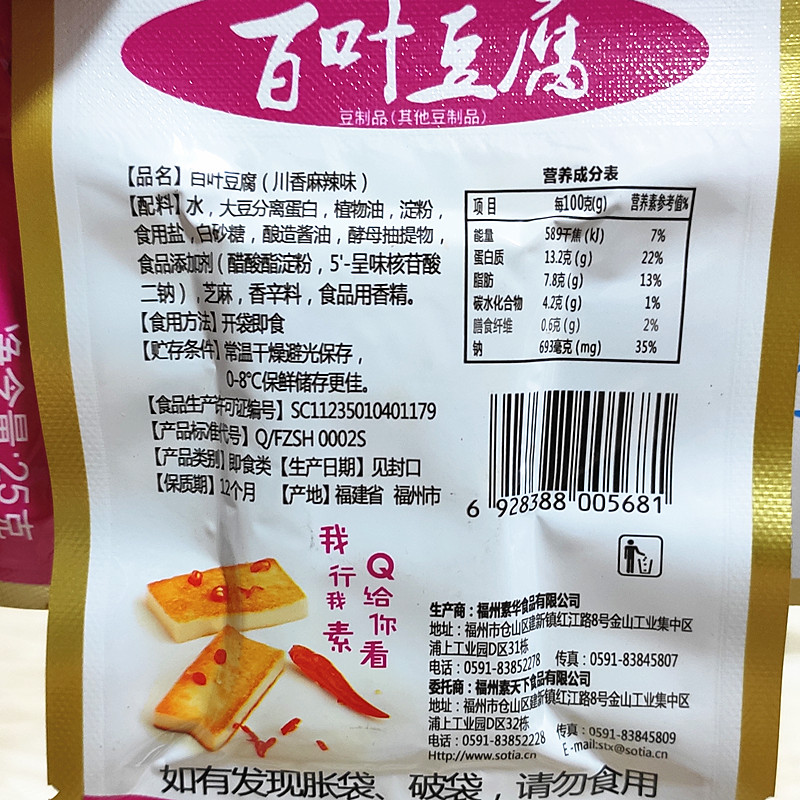 百叶豆腐
豆制品(其他豆制品)
【品名】白叶豆腐(川香麻辣味)
【配料】水,大豆分离蛋白,植物油,淀粉,
食用盐,白砂糖,酿造酱油,酵母抽提物,
食品添加剂(醋酸酯淀粉,5'-呈味核苷酸
二钠),芝麻,香辛料,食品用香精。
【食用方法】开袋即食
【贮存条件】常温干燥避光保存,
0-8℃保鲜储存更佳。
【食品生产许可证编号】SC11235010401179
【产品标准代号】Q/FZSH 0002S
【产品类别】即食类【生产日期】见封口
【保质期】12个月 【产地】福建省 福州市
营养成分表
项目 每100克(g) 营养素参考值%
能量 589千焦(kJ) 7%
蛋白质 13.2克(g) 22%
脂肪 7.8克(g) 13%
碳水化合物 4.2克(g) 1%
膳食纤维 0.6克(g) 2%
钠 693毫克(mg) 35%
6 928388 005681
净含量:25克
我行我素
Q给你看
生产商:福州素华食品有限公司
地址:福州市仓山区建新镇红江路8号金山工业集中区
浦上工业园D区31栋
电话:0591-83852278 传真:0591-83845807
委托商:福州素天下食品有限公司
地址:福州市仓山区建新镇红江路8号金山工业集中区
浦上工业园D区32栋
电话:0591-83852228 传真:0591-83845809
Http://www.sotia.cn E-mail:stx@sotia.cn
如有发现胀袋、破袋,请勿食用